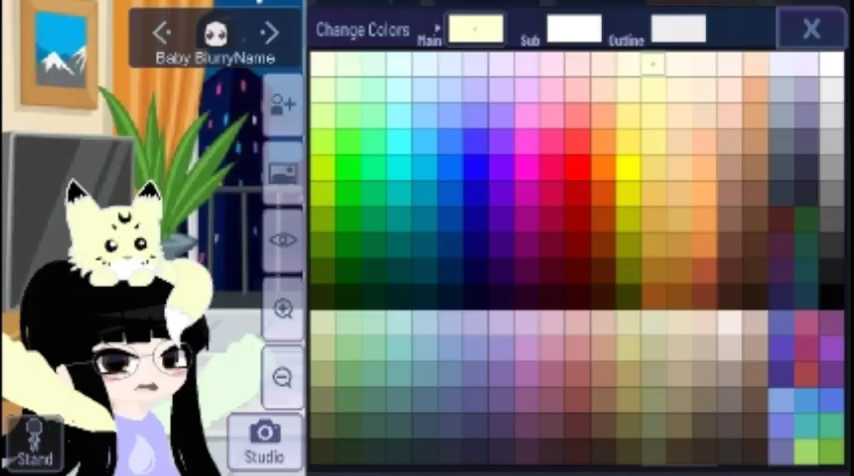 Change Colors
Main
Sub
Outline
X
Baby BlurryName
Stand
Studio